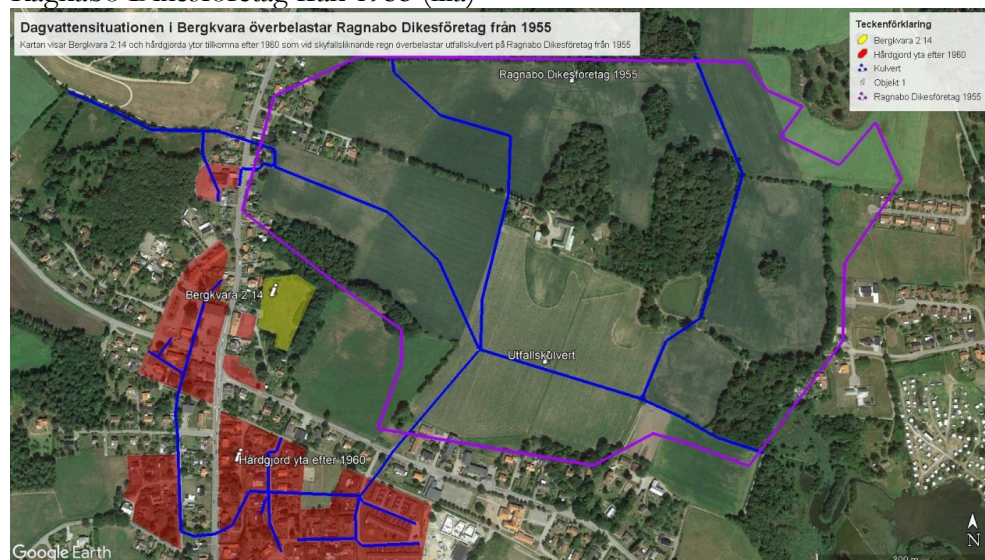 Ragnabo Dikesföretag från 1955 (lila)
Dagvattensituationen i Bergkvara överbelastar Ragnabo Dikesföretag från 1955
Kartan visar Bergkvara 2:14 och hårdgjorda ytor tillkomna efter 1960 som vid skyfallsliknande regn överbelastar utfallskulvert på Ragnabo Dikesföretag från 1955
Teckenförklaring
Bergkvara 2:14
Hårdgjord yta efter 1960
Kulvert
Objekt 1
Ragnabo Dikesföretag 1955
Ragnabo Dikesföretag 1955
Bergkvara 2:14
Utfallskulvert
Hårdgjord yta efter 1960
Google Earth
300 m
N